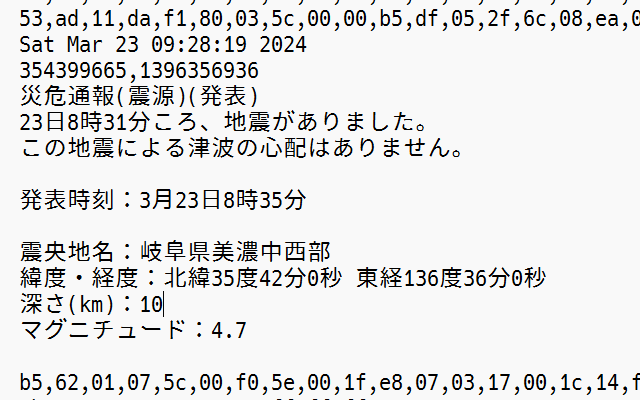 53,ad,11,da,f1,80,03,5c,00,00,b5,df,05,2f,6c,08,ea,0
Sat Mar 23 09:28:19 2024
354399665,1396356936
災危通報(震源)(発表)
23日8時31分ころ、地震がありました。
この地震による津波の心配はありません。
発表時刻：3月23日8時35分
震央地名：岐阜県美濃中西部
緯度・経度：北緯35度42分0秒 東経136度36分0秒
深さ(km)：10
マグニチュード：4.7
b5,62,01,07,5c,00,f0,5e,00,1f,e8,07,03,17,00,1c,14,f